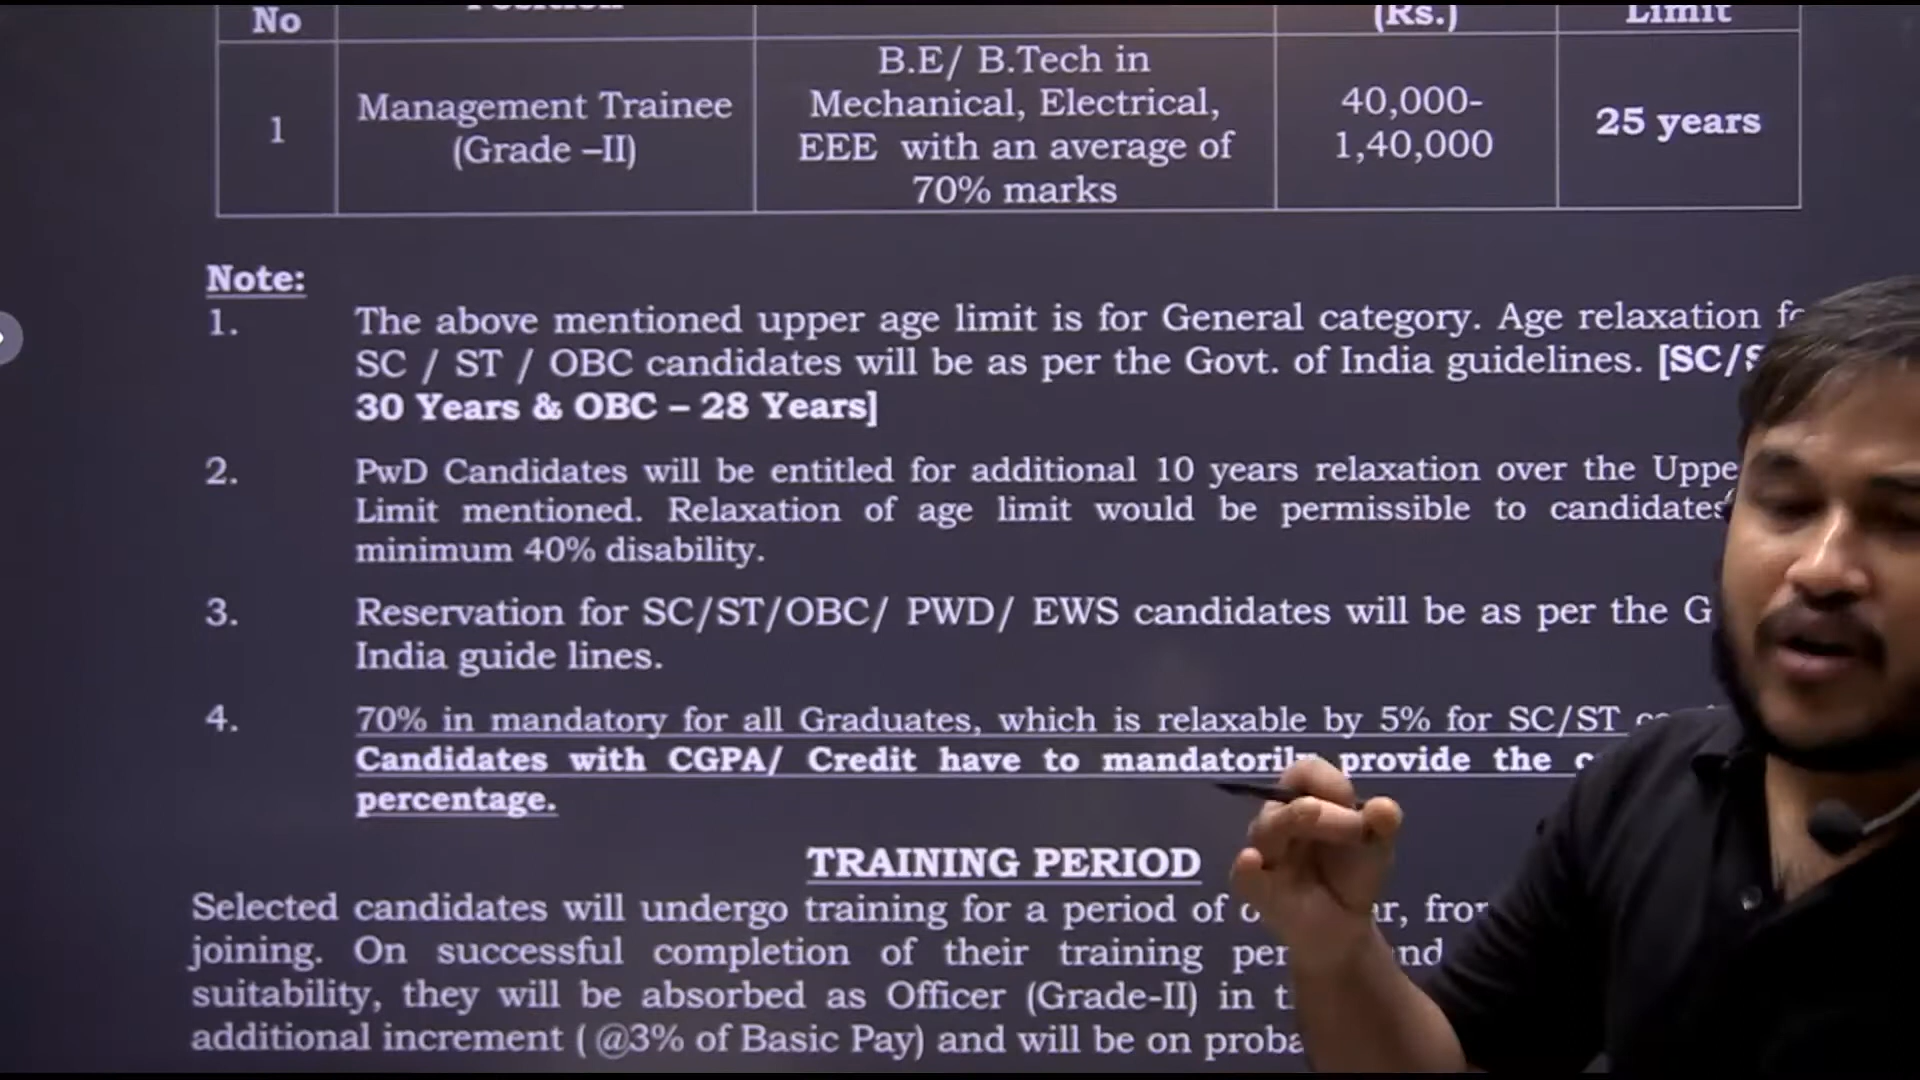 No
Position
(Rs.)
Limit
1
Management Trainee
(Grade –II)
B.E/ B.Tech in
Mechanical, Electrical,
EEE with an average of
70% marks
40,000-
1,40,000
25 years
Note:
1. The above mentioned upper age limit is for General category. Age relaxation
SC / ST / OBC candidates will be as per the Govt. of India guidelines. [SC/
30 Years & OBC – 28 Years]
2. PwD Candidates will be entitled for additional 10 years relaxation over the
Limit mentioned. Relaxation of age limit would be permissible to candidates
minimum 40% disability.
3. Reservation for SC/ST/OBC/ PWD/ EWS candidates will be as per the
India guide lines.
4. 70% in mandatory for all Graduates, which is relaxable by 5% for SC/ST
Candidates with CGPA/ Credit have to mandatorily provide the
percentage.
TRAINING PERIOD
Selected candidates will undergo training for a period of
joining. On successful completion of their training
suitability, they will be absorbed as Officer (Grade-II) in
additional increment ( @3% of Basic Pay) and will be on